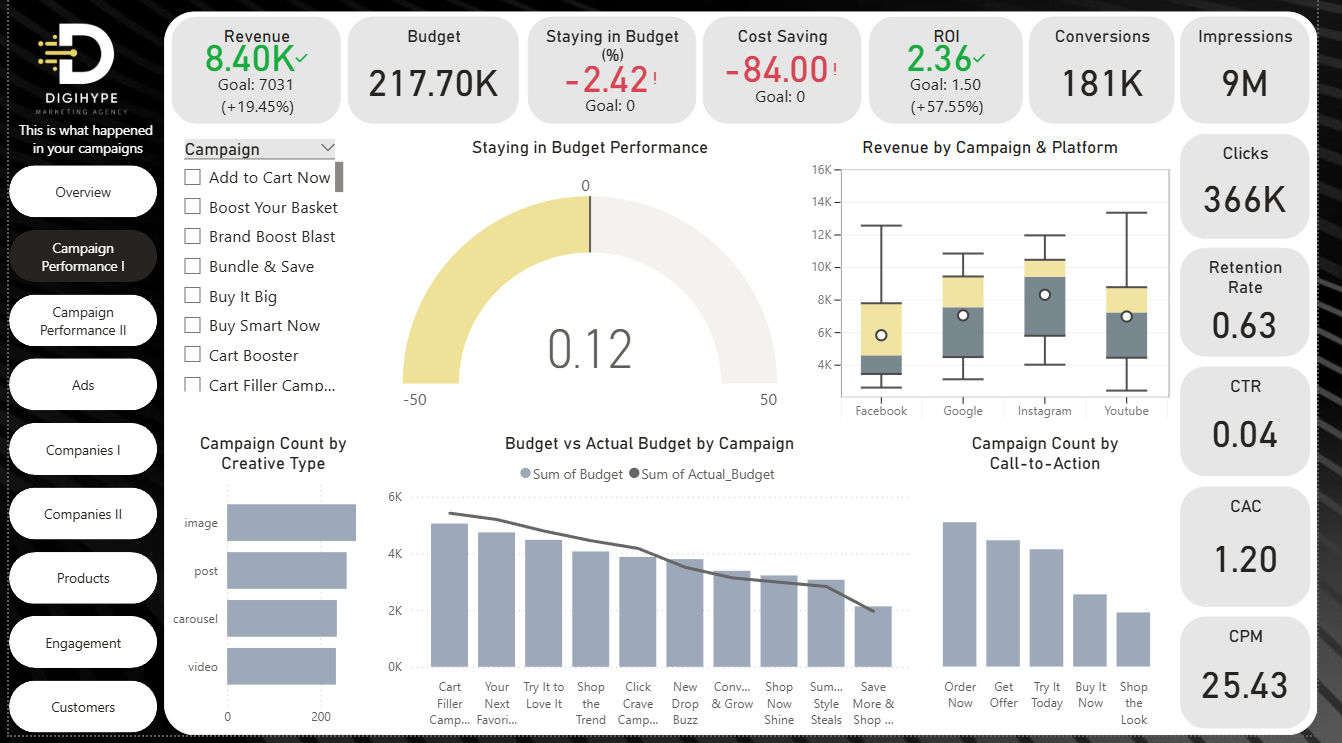 DIGIHYPE
MARKETING AGENCY
This is what happened
in your campaigns
Overview
Campaign
Performance I
Campaign
Performance II
Ads
Companies I
Companies II
Products
Engagement
Customers
Revenue
8.40K
Goal: 7031
(+19.45%)
Budget
217.70K
Staying in Budget
(%)
-2.42!
Goal: 0
Cost Saving
-84.00!
Goal: 0
ROI
2.36
Goal: 1.50
(+57.55%)
Conversions
181K
Impressions
9M
Campaign
Add to Cart Now
Boost Your Basket
Brand Boost Blast
Bundle & Save
Buy It Big
Buy Smart Now
Cart Booster
Cart Filler Camp...
Staying in Budget Performance
0
0.12
-50
50
Revenue by Campaign & Platform
16K
14K
12K
10K
8K
6K
4K
Facebook
Google
Instagram
Youtube
Clicks
366K
Retention
Rate
0.63
CTR
0.04
CAC
1.20
CPM
25.43
Campaign Count by
Creative Type
image
post
carousel
video
0
200
Budget vs Actual Budget by Campaign
Sum of Budget
Sum of Actual_Budget
6K
4K
2K
0K
Cart
Filler
Camp...
Your
Next
Favori...
Try It to
Love It
Shop
the
Trend
Click
Crave
Camp...
New
Drop
Buzz
Conv...
& Grow
Shop
Now
Shine
Sum...
Style
Steals
Save
More &
Shop ...
Campaign Count by
Call-to-Action
Order
Now
Get
Offer
Try It
Today
Buy It
Now
Shop
the
Look